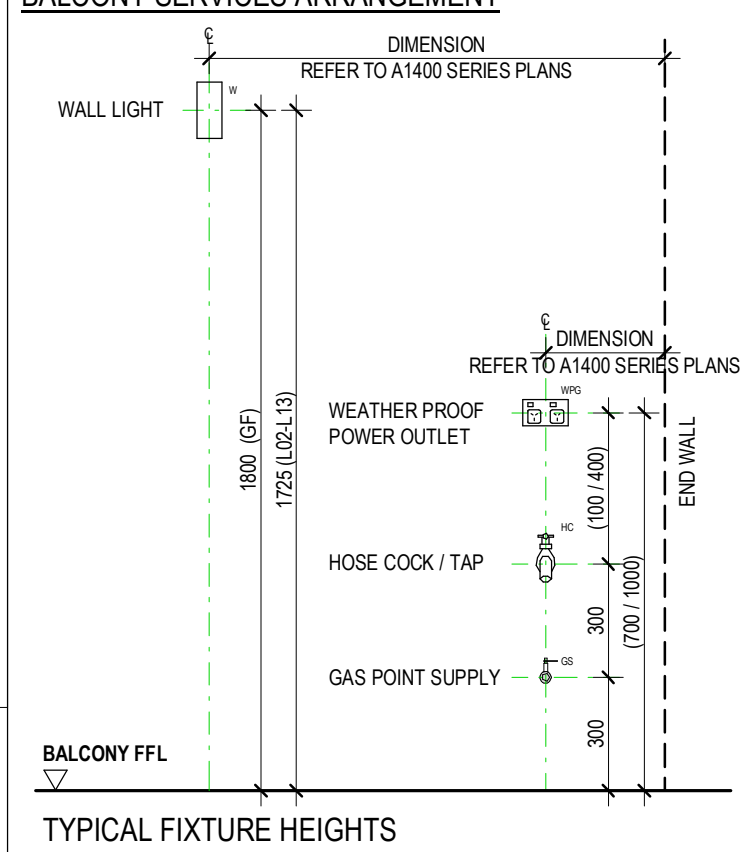 BALCONY SERVICES ARRANGEMENT
℄
DIMENSION
REFER TO A1400 SERIES PLANS
W
WALL LIGHT
1800 (GF)
1725 (L02-L13)
℄
DIMENSION
REFER TO A1400 SERIES PLANS
WPG
WEATHER PROOF
POWER OUTLET
(100 / 400)
END WALL
HC
HOSE COCK / TAP
300
(700 / 1000)
GS
GAS POINT SUPPLY
300
BALCONY FFL
TYPICAL FIXTURE HEIGHTS